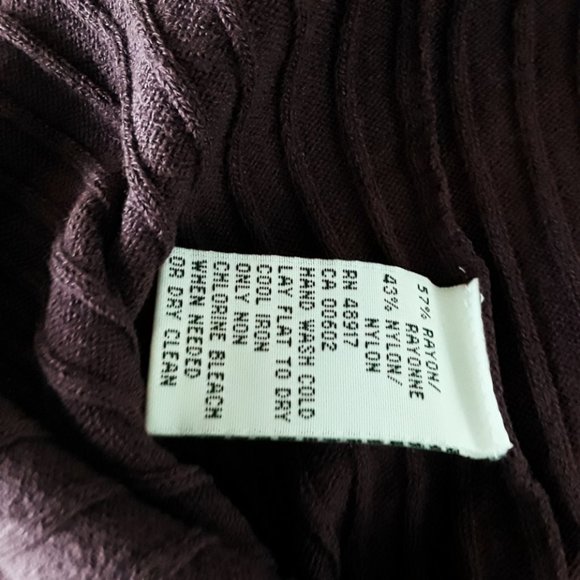 57% RAYON/
RAYONNE
43% NYLON/
NYLON
RN 48917
CA 00602
HAND WASH COLD
LAY FLAT TO DRY
COOL IRON
ONLY NON
CHLORINE BLEACH
WHEN NEEDED
OR DRY CLEAN